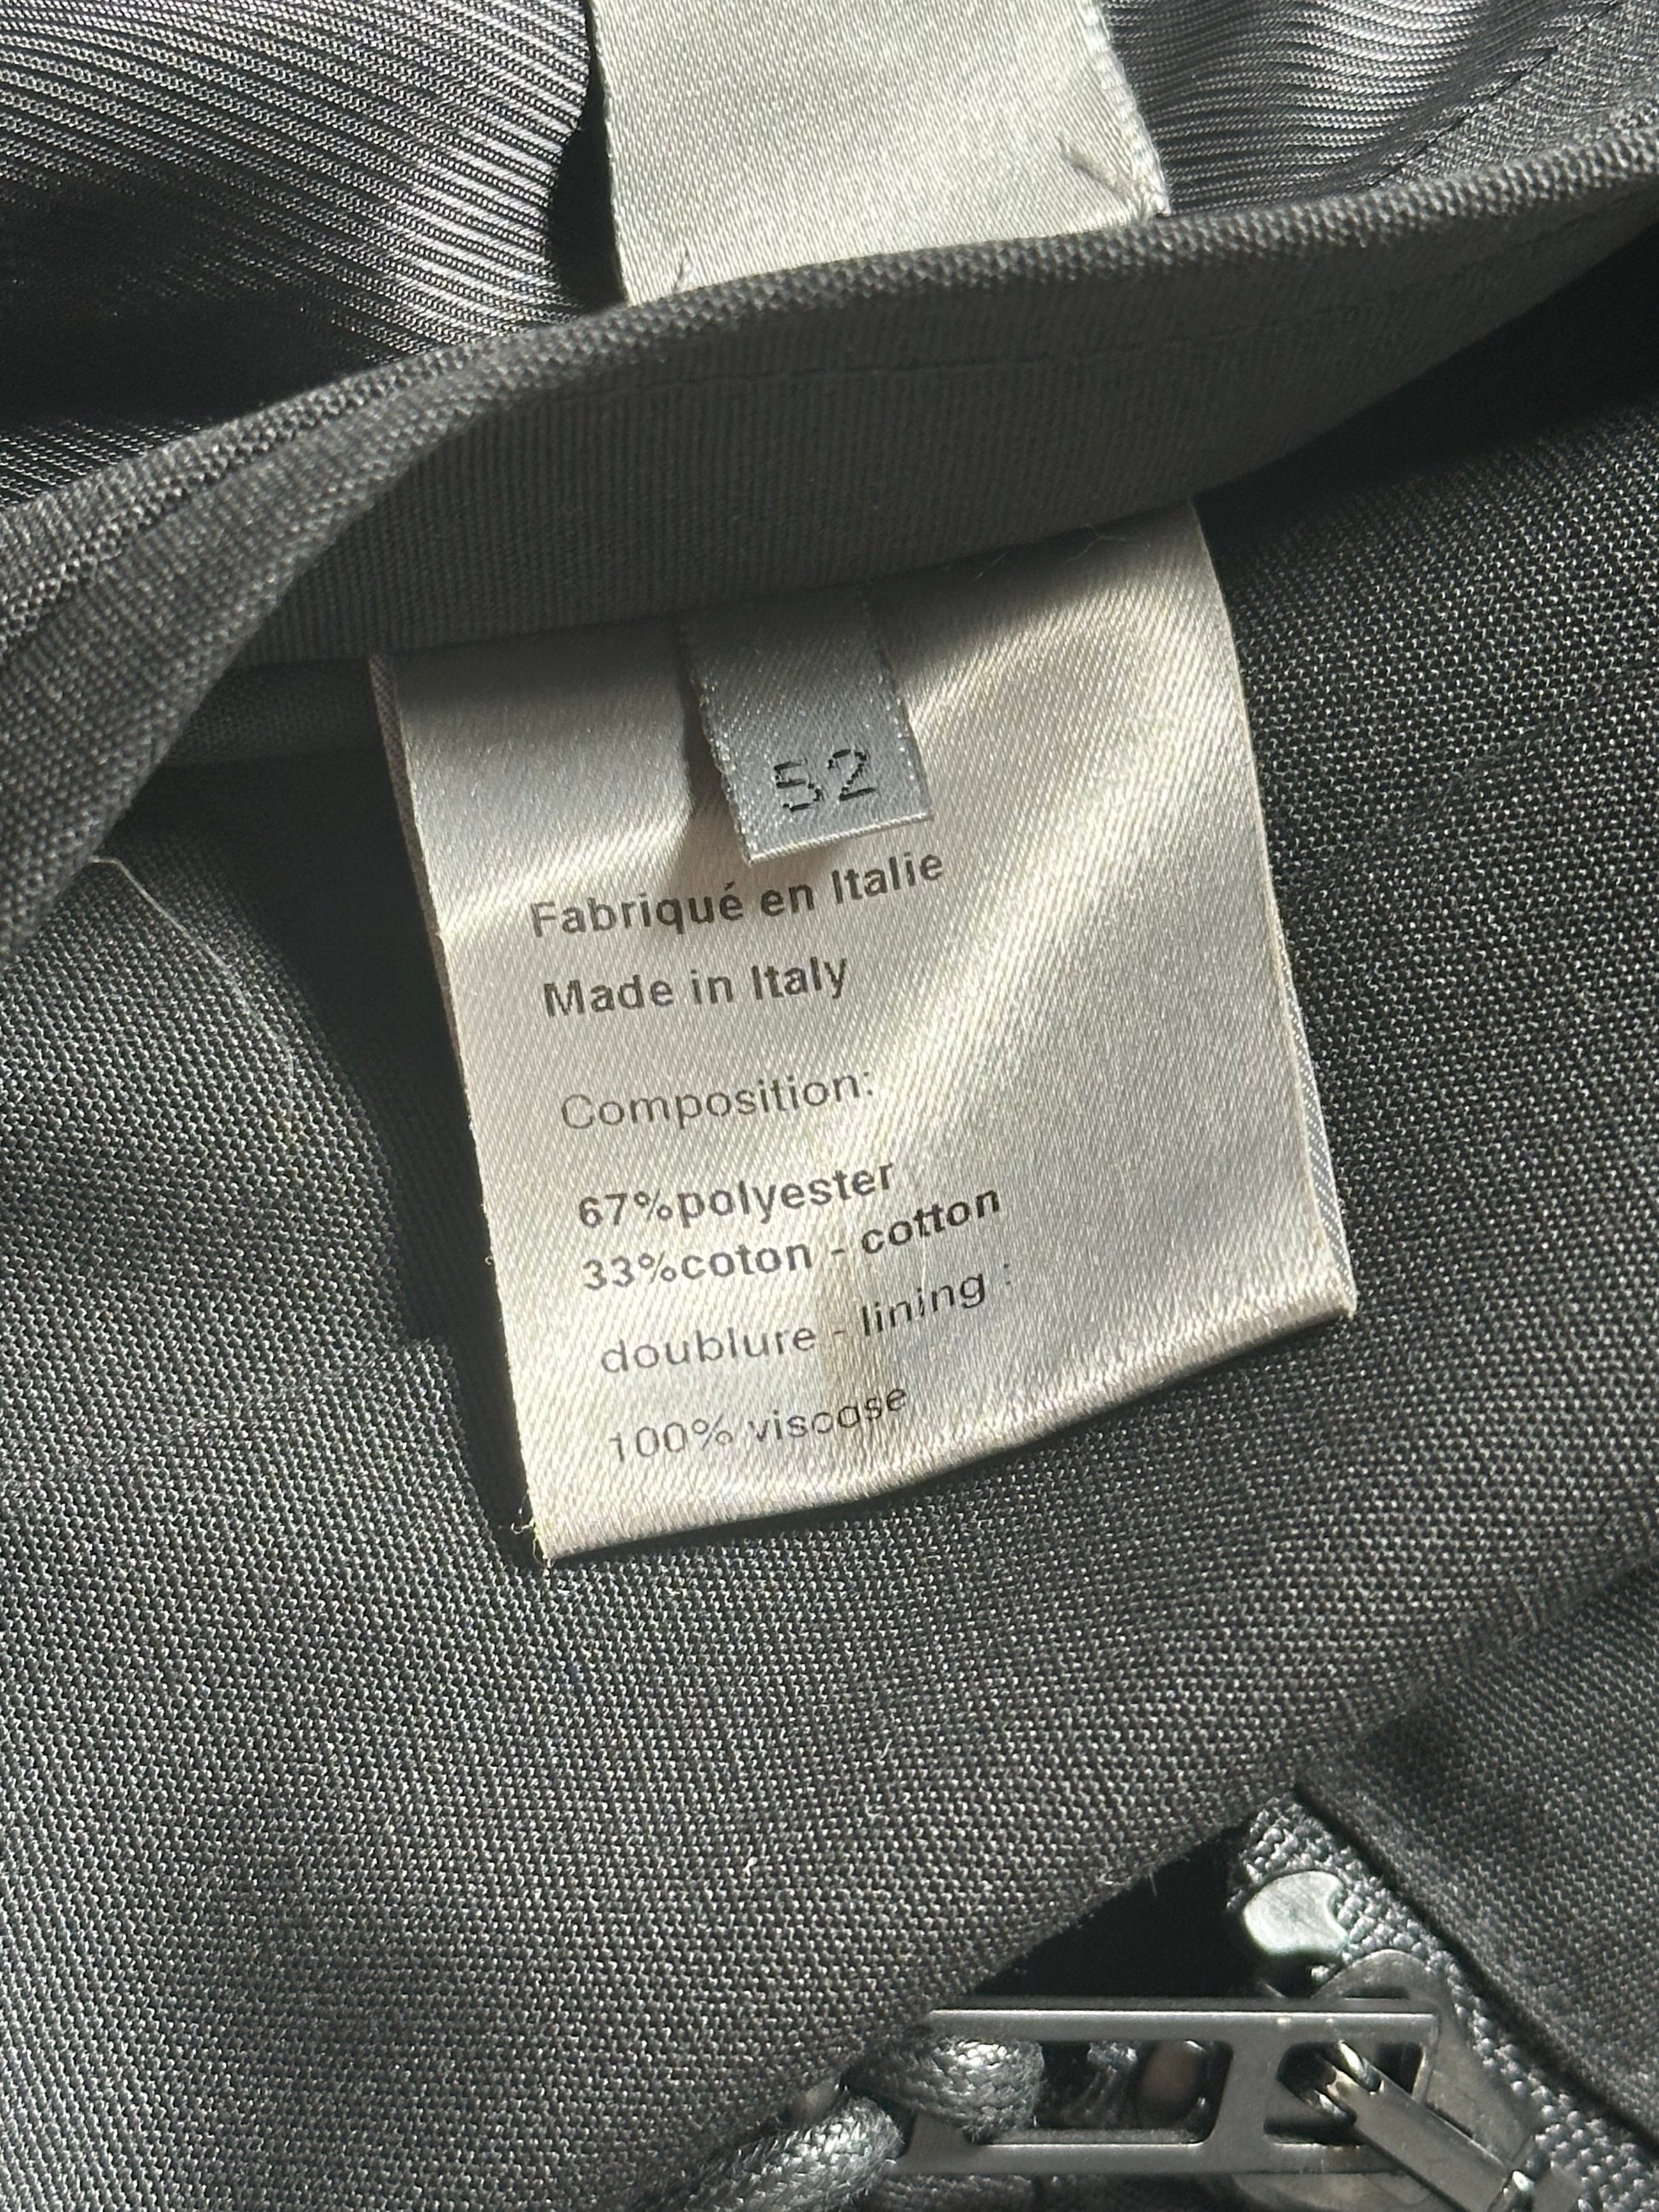 52
Fabriqué en Italie
Made in Italy
Composition:
67%polyester
33%coton - cotton
doublure - lining :
100% viscose